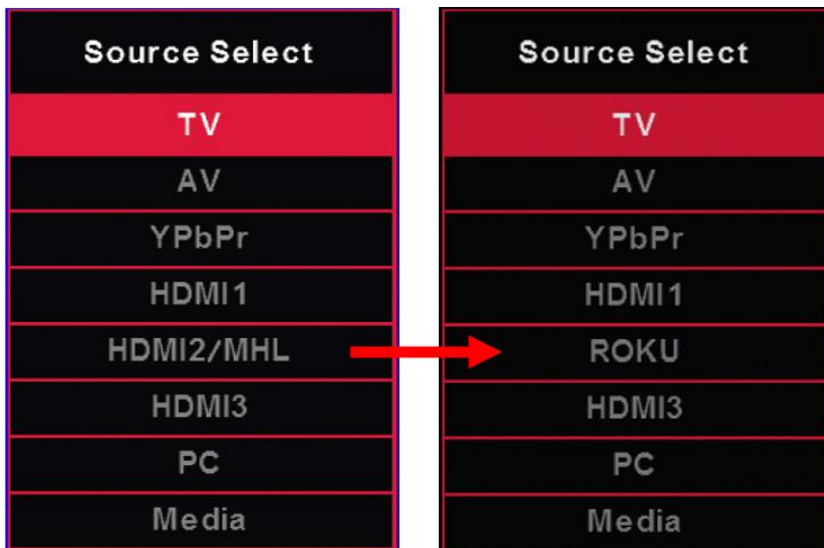 Source Select
TV
AV
YPbPr
HDMI1
HDMI2/MHL
HDMI3
PC
Media
Source Select
TV
AV
YPbPr
HDMI1
ROKU
HDMI3
PC
Media